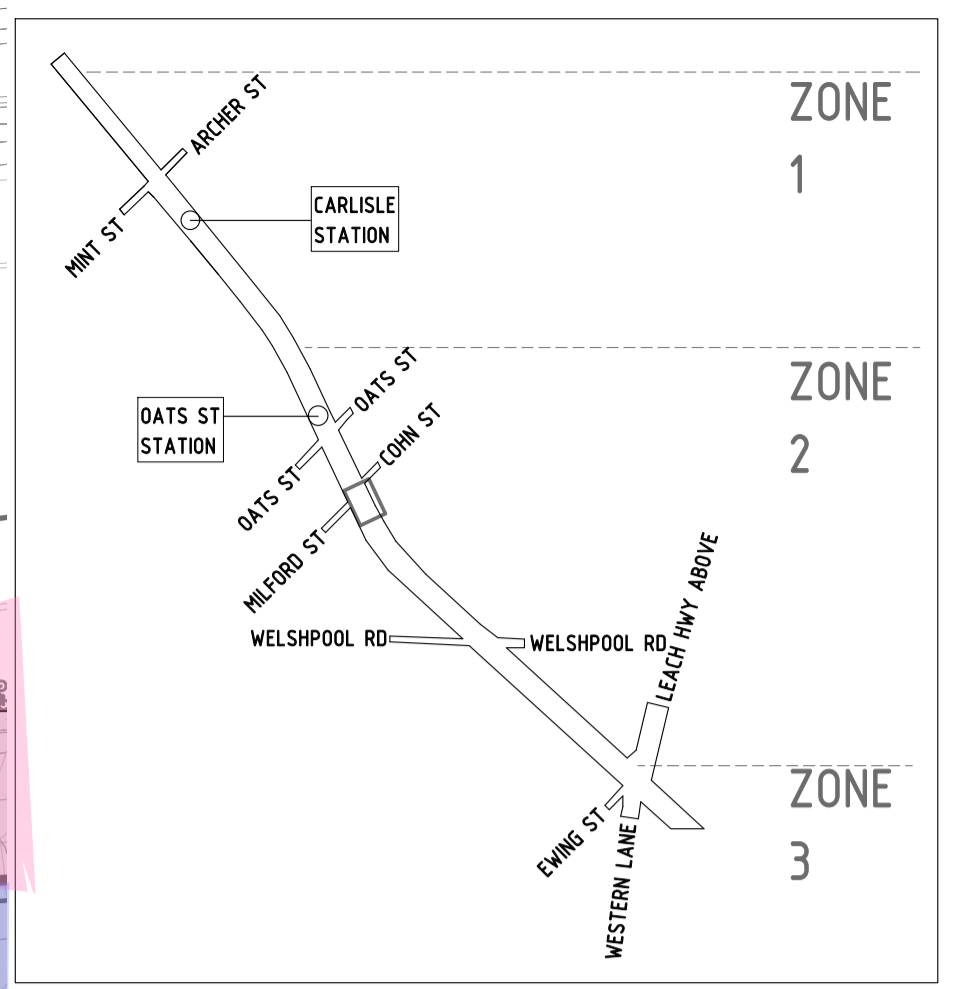 ZONE
1
ARCHER ST
MINT ST
CARLISLE
STATION
ZONE
2
OATS ST
STATION
OATS ST
COHN ST
OATS ST
MILFORD ST
WELSHPOOL RD
WELSHPOOL RD
LEACH HWY ABOVE
ZONE
3
EWING ST
WESTERN LANE